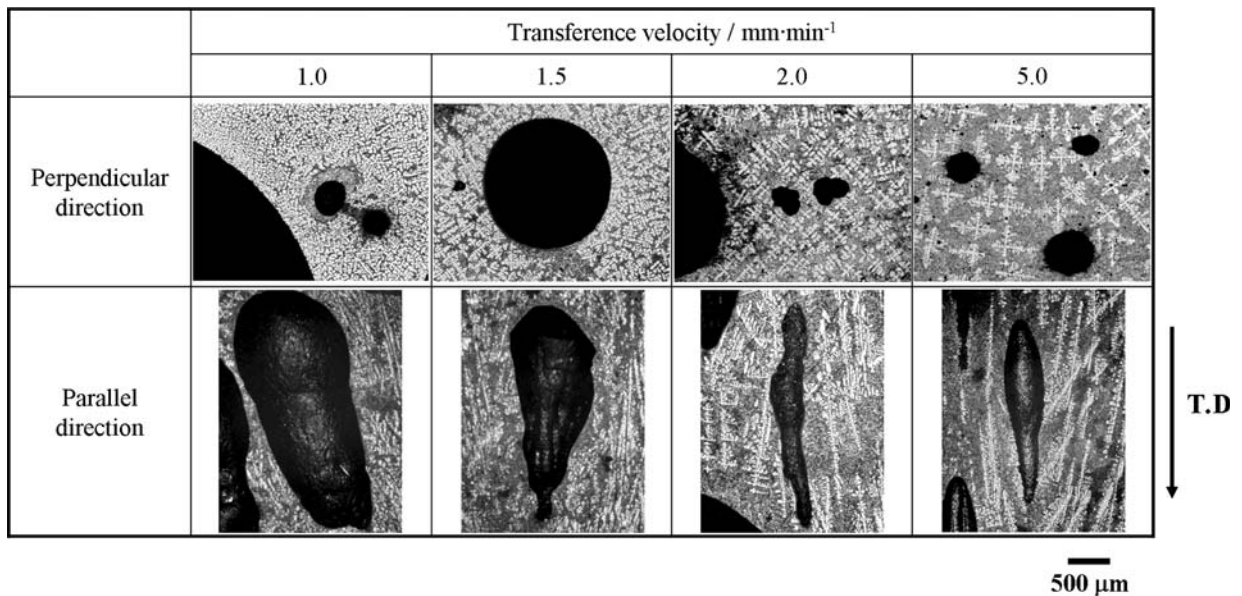 Transference velocity / mm·min⁻¹
1.0 1.5 2.0 5.0
Perpendicular
direction
Parallel
direction
T.D
500 μm